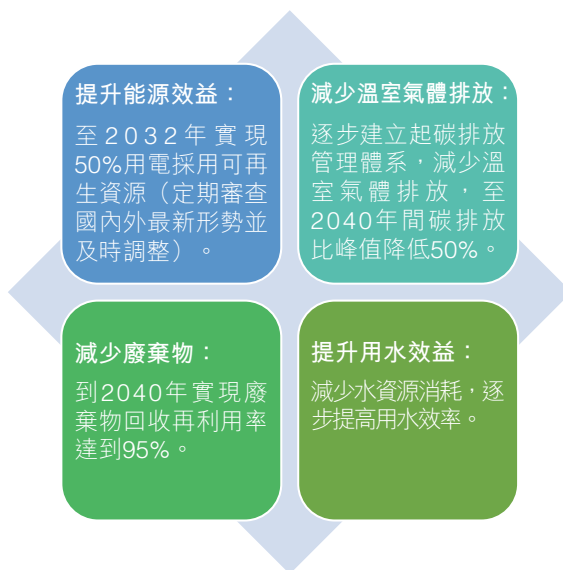 提升能源效益：
至2032年實現
50%用電採用可再
生資源（定期審查
國內外最新形勢並
及時調整）。
減少溫室氣體排放：
逐步建立起碳排放
管理體系，減少溫
室氣體排放，至
2040年間碳排放
比峰值降低50%。
減少廢棄物：
到2040年實現廢
棄物回收再利用率
達到95%。
提升用水效益：
減少水資源消耗，逐
步提高用水效率。